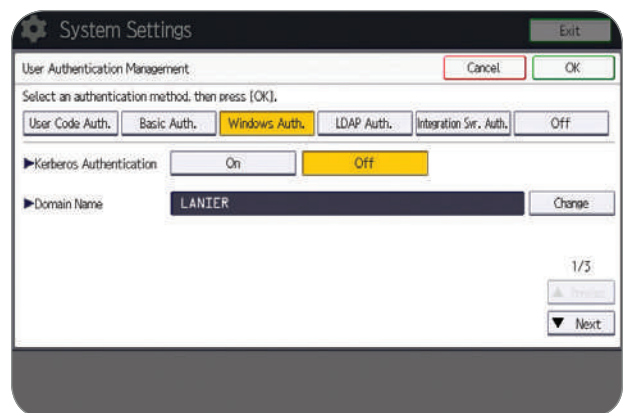 System Settings
Exit
User Authentication Management
Cancel
OK
Select an authentication method, then press [OK].
User Code Auth.
Basic Auth.
Windows Auth.
LDAP Auth.
Integration Svr. Auth.
Off
►Kerberos Authentication
On
Off
►Domain Name
LANIER
Change
1/3
▼ Next